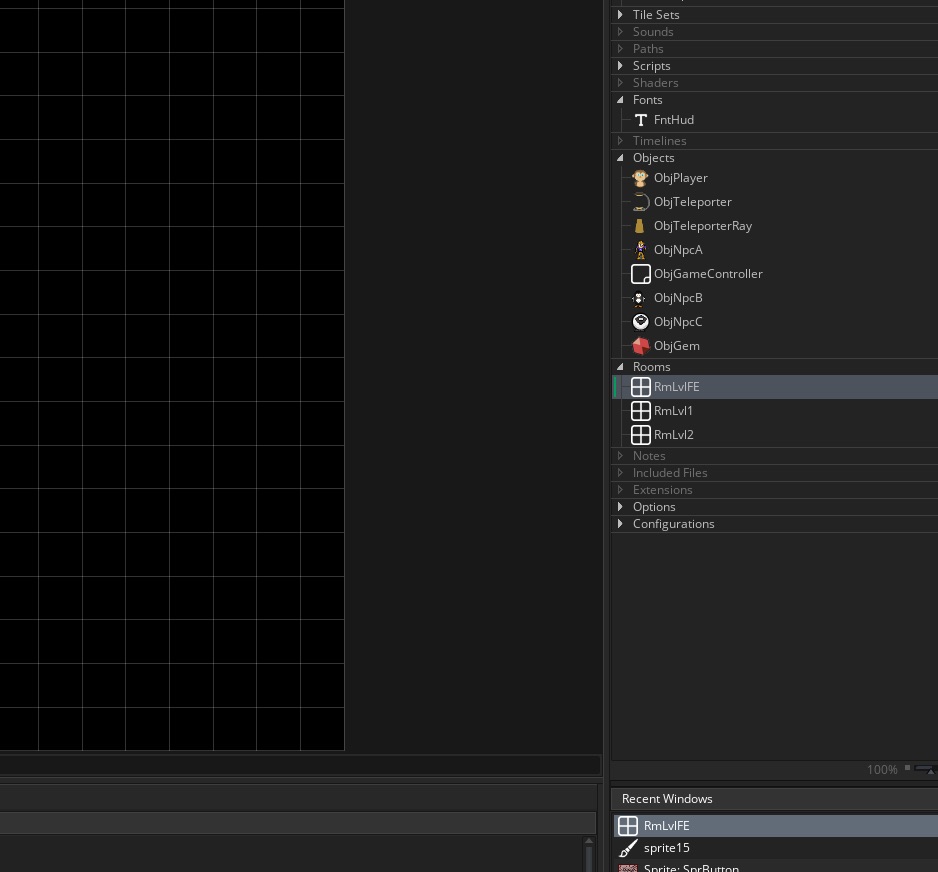 Tile Sets
Sounds
Paths
Scripts
Shaders
Fonts
FntHud
Timelines
Objects
ObjPlayer
ObjTeleporter
ObjTeleporterRay
ObjNpcA
ObjGameController
ObjNpcB
ObjNpcC
ObjGem
Rooms
RmLvlFE
RmLvl1
RmLvl2
Notes
Included Files
Extensions
Options
Configurations
100%
Recent Windows
RmLvlFE
sprite15
Sprite: SprButton